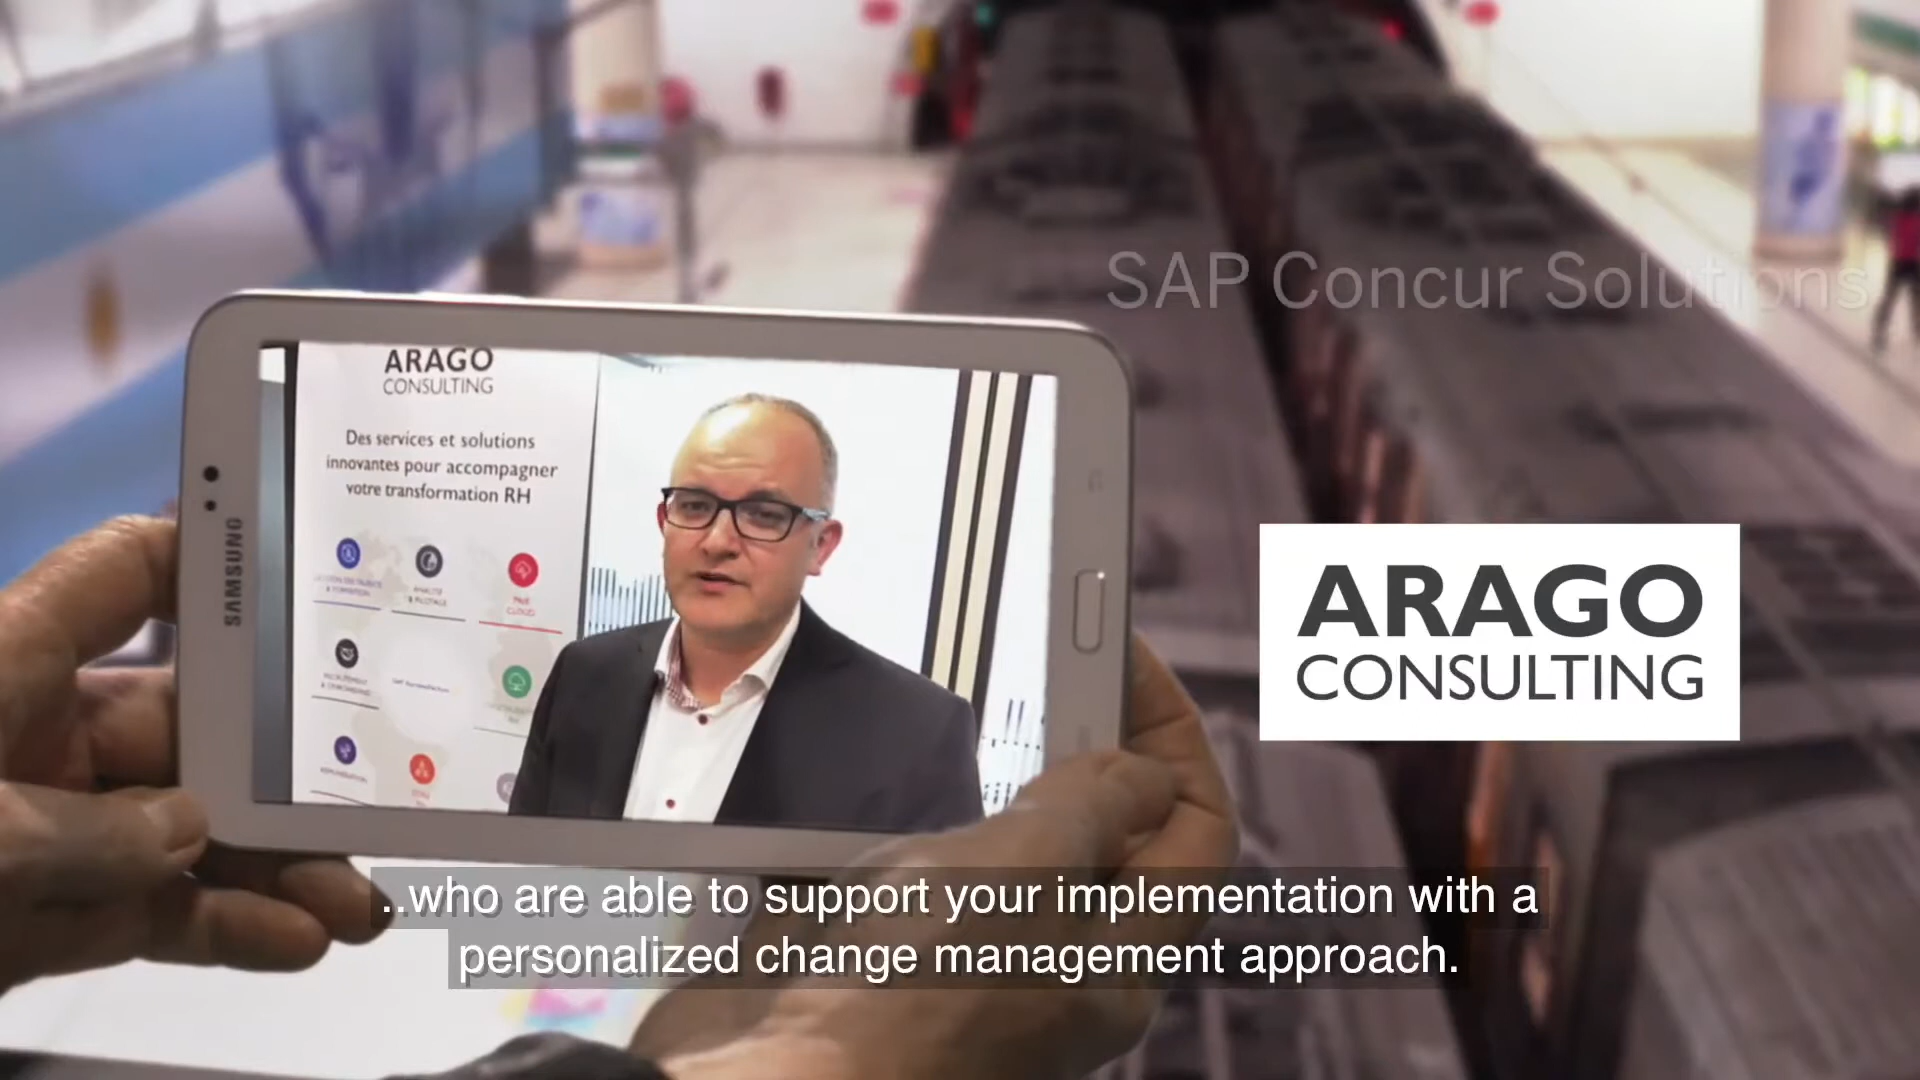 SAP Concur Solutions
ARAGO
CONSULTING
Des services et solutions
innovantes pour accompagner
votre transformation RH
SAMSUNG
ARAGO
CONSULTING
..who are able to support your implementation with a
personalized change management approach.